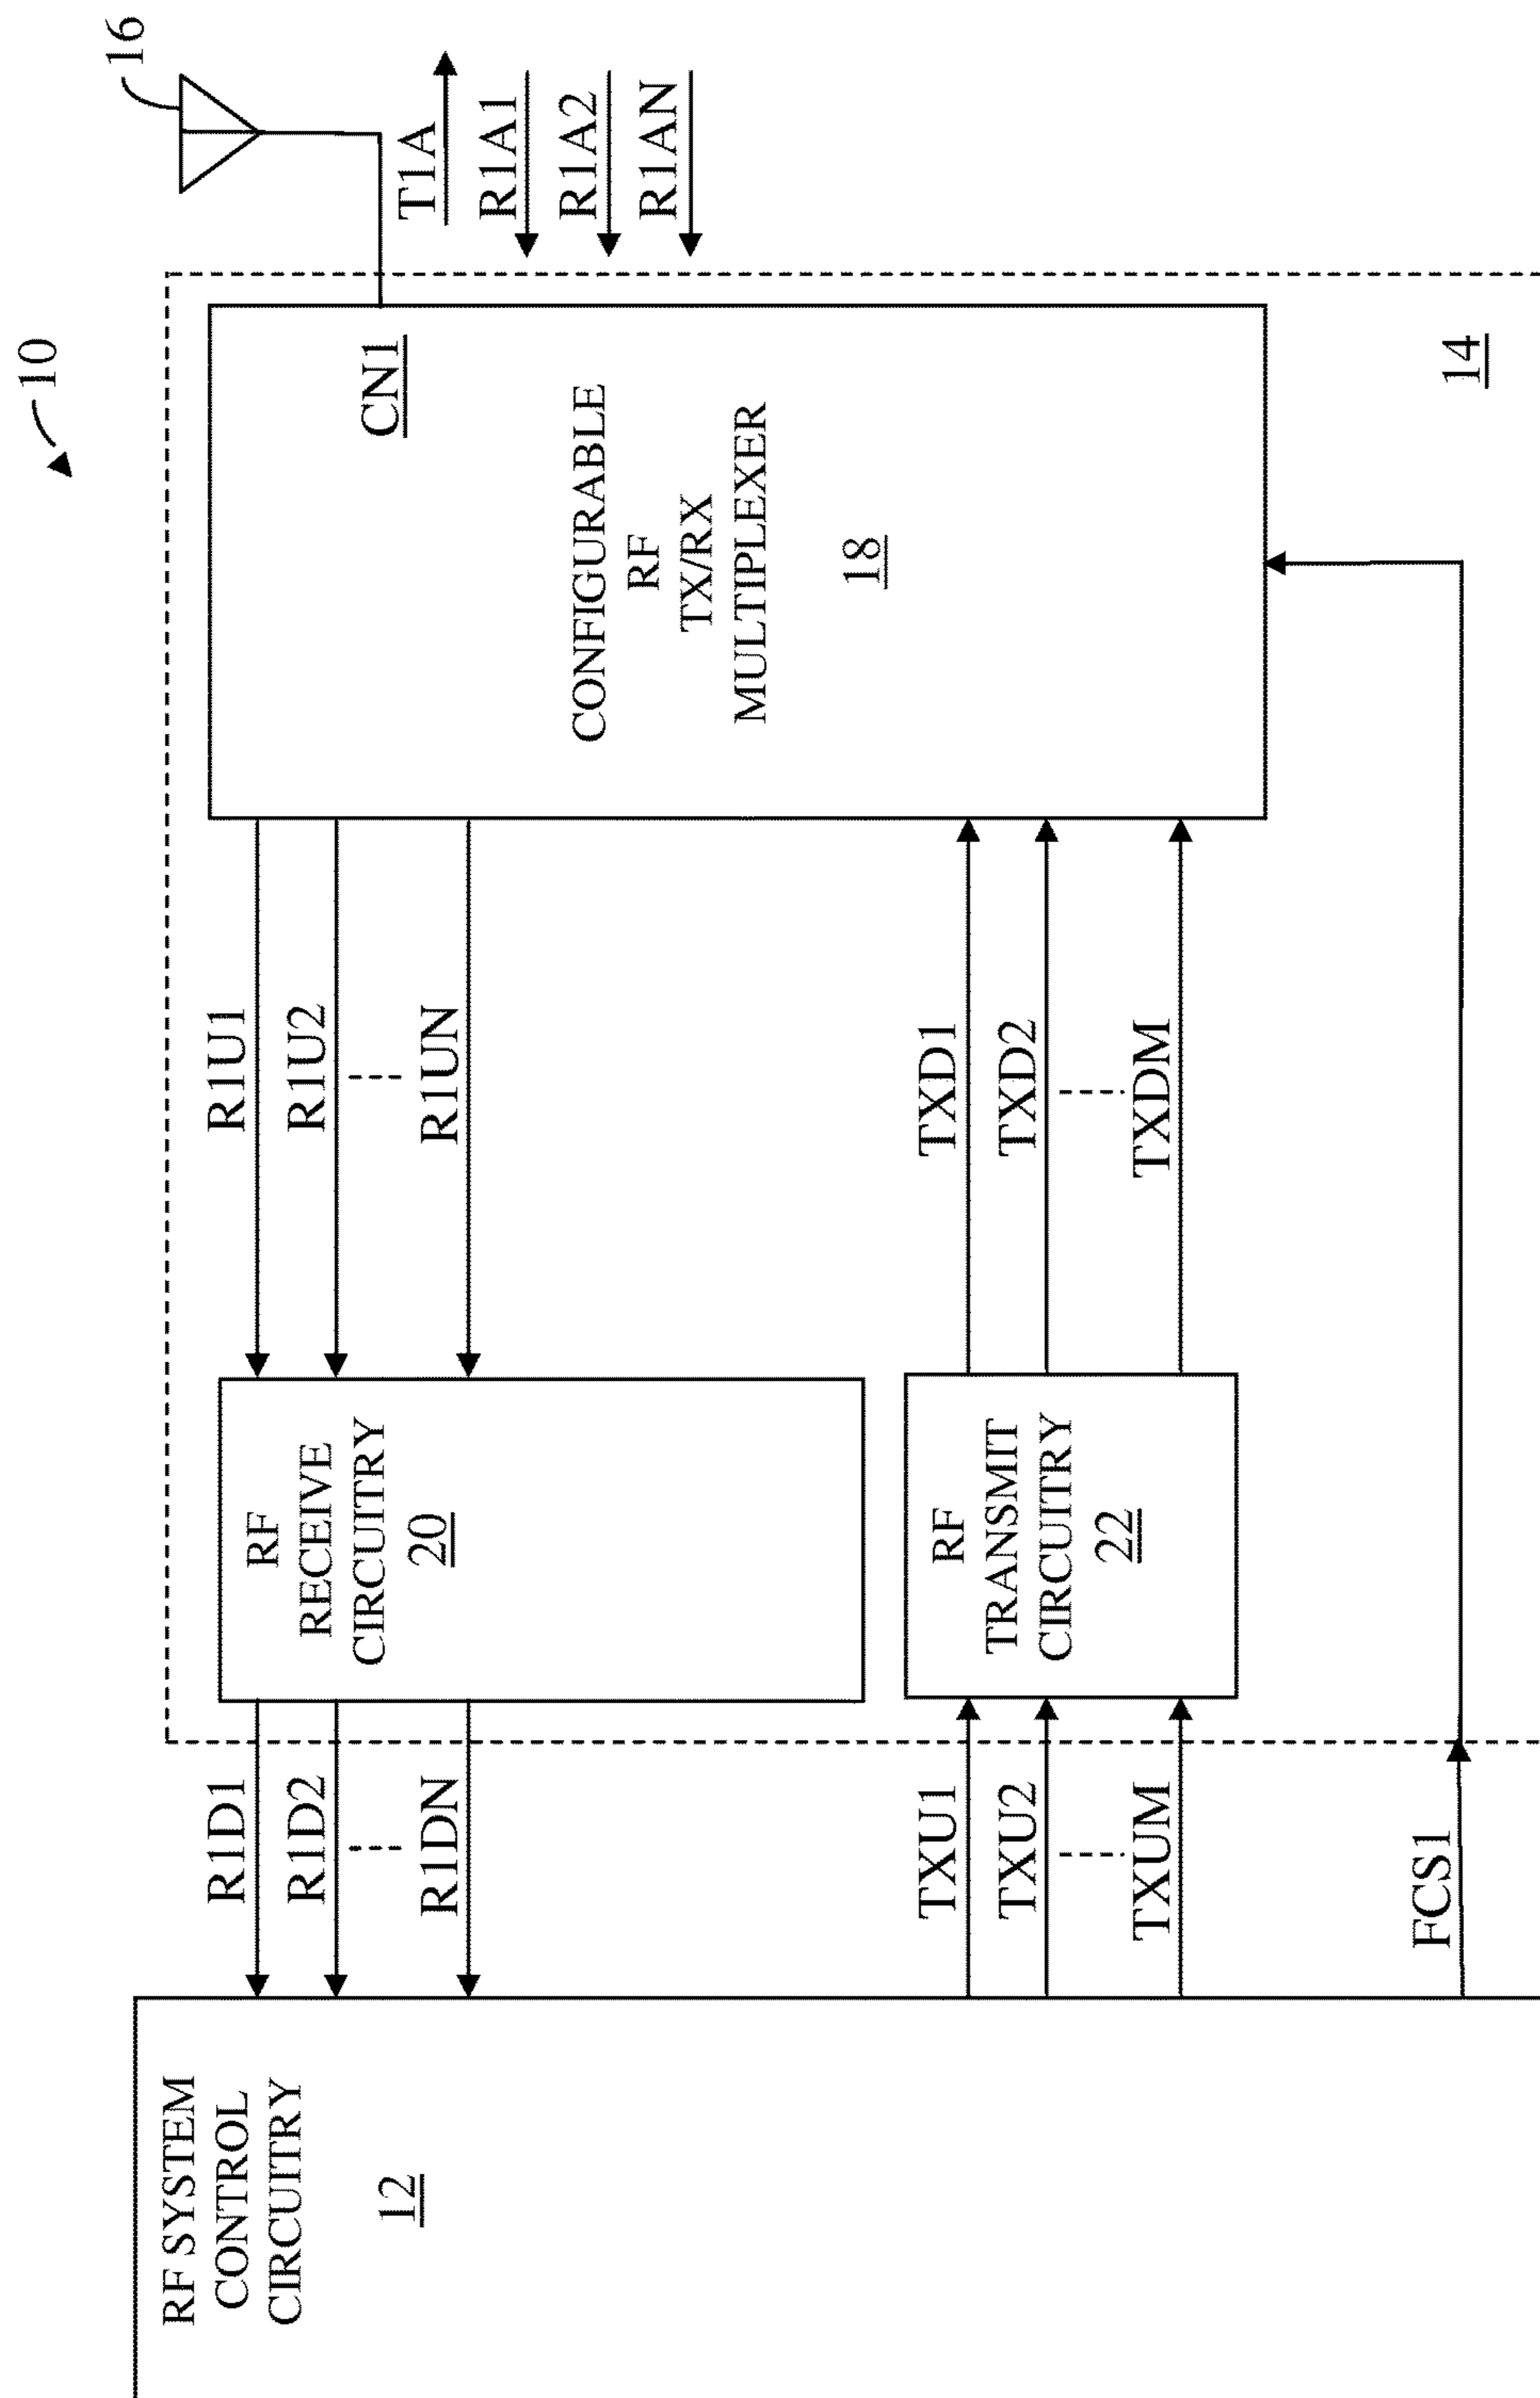 10
16
RF SYSTEM
CONTROL
CIRCUITRY
12
R1D1
R1D2
R1DN
RF
RECEIVE
CIRCUITRY
20
R1U1
R1U2
R1UN
CN1
CONFIGURABLE
RF
TX/RX
MULTIPLEXER
18
T1A
R1A1
R1A2
R1AN
TXU1
TXU2
TXUM
RF
TRANSMIT
CIRCUITRY
22
TXD1
TXD2
TXDM
FCS1
14